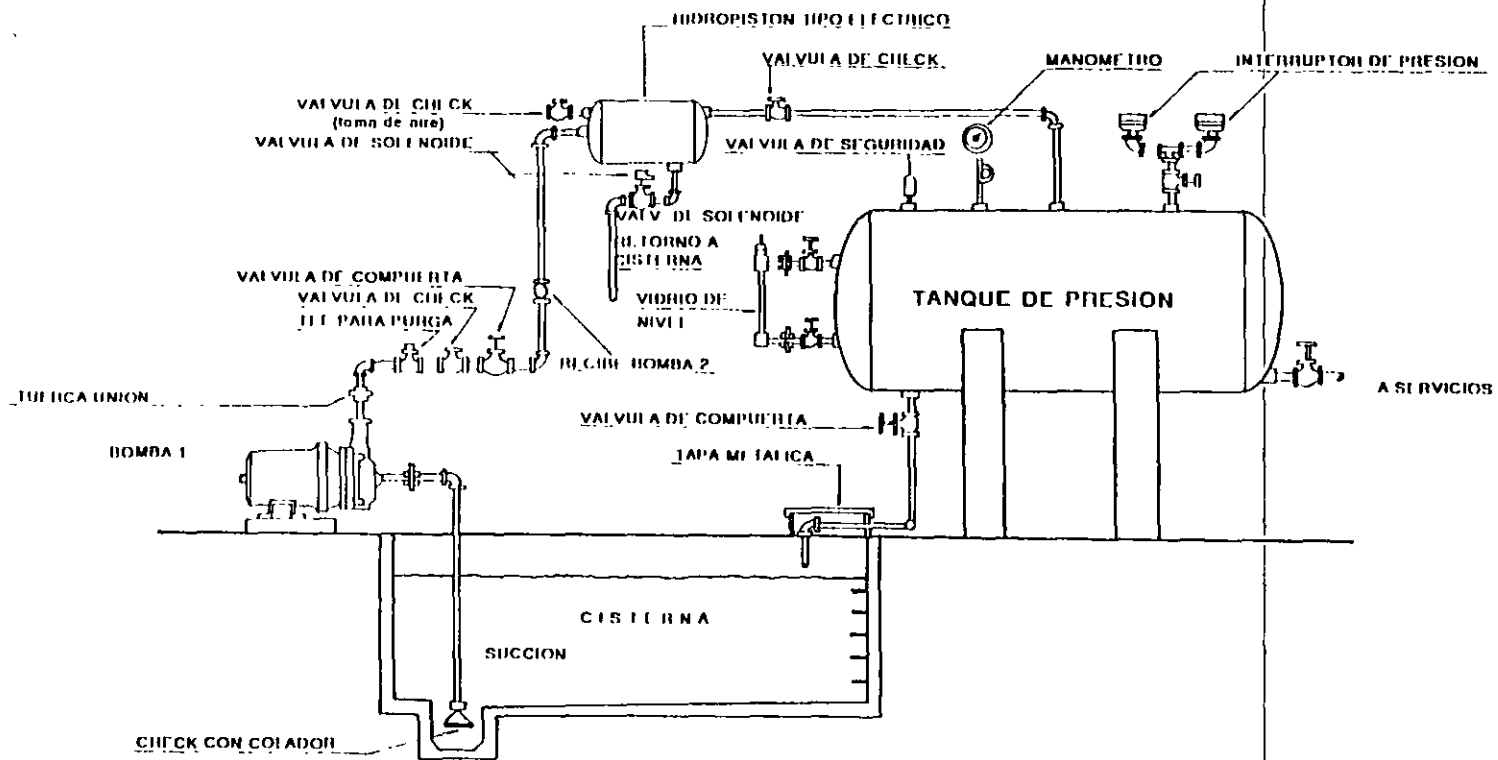 HIDROPISTON TIPO ELECTRICO
VALVULA DE CHECK
MANOMETRO
INTERRUPTOR DE PRESION
VALVULA DE CHECK
(toma de aire)
VALVULA DE SOLENOIDE
VALVULA DE SEGURIDAD
VALV. DE SOLENOIDE
RETORNO A
CISTERNA
VALVULA DE COMPUERTA
VALVULA DE CHECK
TEE PARA PURGA
VIDRIO DE
NIVEL
TANQUE DE PRESION
RECIBE BOMBA 2
TUERCA UNION
A SERVICIOS
VALVULA DE COMPUERTA
BOMBA 1
TAPA METALICA
CISTERNA
SUCCION
CHECK CON COLADOR